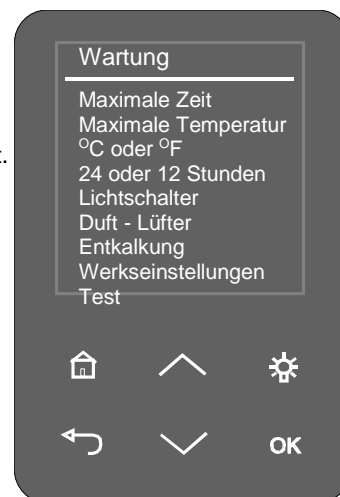 Wartung
Maximale Zeit
Maximale Temperatur
t.
°C oder °F
24 oder 12 Stunden
Lichtschalter
Duft - Lüfter
Entkalkung
Werkseinstellungen
Test
OK